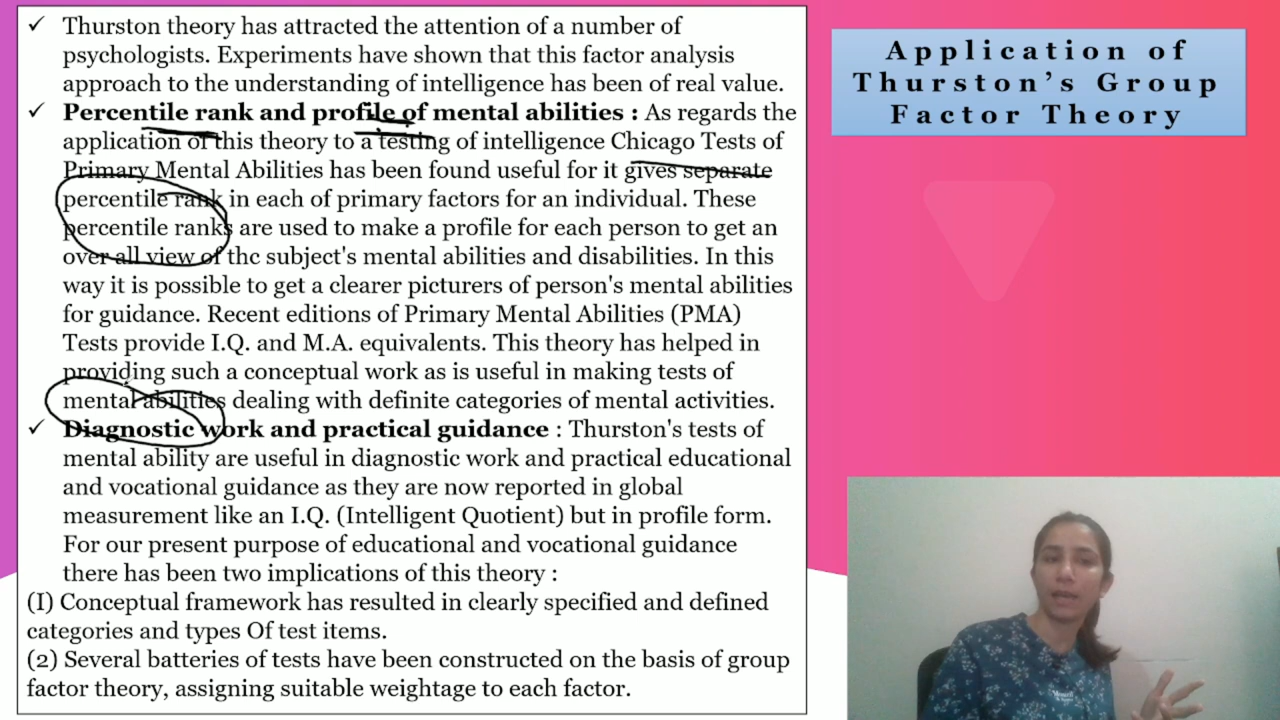 ✓ Thurston theory has attracted the attention of a number of
psychologists. Experiments have shown that this factor analysis
approach to the understanding of intelligence has been of real value.
✓ Percentile rank and profile of mental abilities : As regards the
application of this theory to a testing of intelligence Chicago Tests of
Primary Mental Abilities has been found useful for it gives separate
percentile rank in each of primary factors for an individual. These
percentile ranks are used to make a profile for each person to get an
over all view of thc subject's mental abilities and disabilities. In this
way it is possible to get a clearer picturers of person's mental abilities
for guidance. Recent editions of Primary Mental Abilities (PMA)
Tests provide I.Q. and M.A. equivalents. This theory has helped in
providing such a conceptual work as is useful in making tests of
mental abilities dealing with definite categories of mental activities.
✓ Diagnostic work and practical guidance : Thurston's tests of
mental ability are useful in diagnostic work and practical educational
and vocational guidance as they are now reported in global
measurement like an I.Q. (Intelligent Quotient) but in profile form.
For our present purpose of educational and vocational guidance
there has been two implications of this theory :
(I) Conceptual framework has resulted in clearly specified and defined
categories and types Of test items.
(2) Several batteries of tests have been constructed on the basis of group
factor theory, assigning suitable weightage to each factor.
Application of
Thurston's Group
Factor Theory